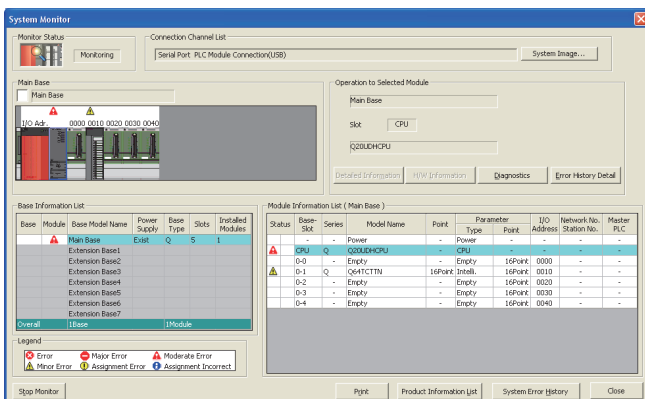 System Monitor
Monitor Status
Monitoring
Connection Channel List
Serial Port PLC Module Connection(USB)
System Image...
Main Base
Main Base
I/O Adr. 0000 0010 0020 0030 0040
Operation to Selected Module
Main Base
Slot CPU
Q20UDHCPU
Detailed Information H/W Information Diagnostics Error History Detail
Base Information List
Base Module Base Model Name Power Supply Base Type Slots Installed Modules
Main Base Exist Q 5 1
Extension Base1
Extension Base2
Extension Base3
Extension Base4
Extension Base5
Extension Base6
Extension Base7
Overall 1Base 1Module
Module Information List ( Main Base )
Status Base-Slot Series Model Name Point Parameter Type Point I/O Address Network No. Station No. Master PLC
- - Power - Power - - - -
CPU Q Q20UDHCPU - CPU - - - -
0-0 - Empty - Empty 16Point 0000 - -
0-1 Q Q64TCTTN 16Point Intelli. 16Point 0010 - -
0-2 - Empty - Empty 16Point 0020 - -
0-3 - Empty - Empty 16Point 0030 - -
0-4 - Empty - Empty 16Point 0040 - -
Legend
Error Major Error Moderate Error
Minor Error Assignment Error Assignment Incorrect
Stop Monitor Print Product Information List System Error History Close